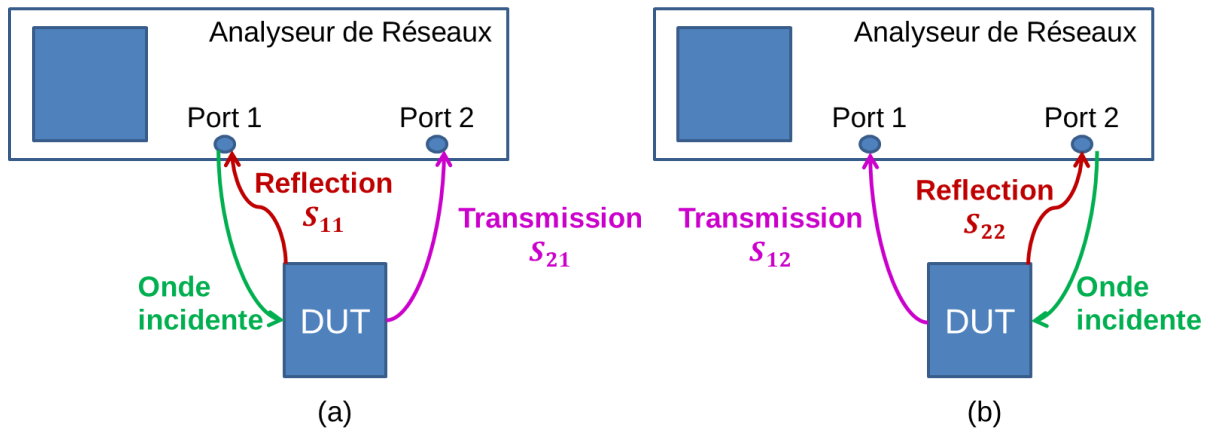 Analyseur de Réseaux
Port 1
Port 2
Reflection
S₁₁
Transmission
S₂₁
Onde
incidente
DUT
(a)
Analyseur de Réseaux
Port 1
Port 2
Transmission
S₁₂
Reflection
S₂₂
Onde
incidente
DUT
(b)